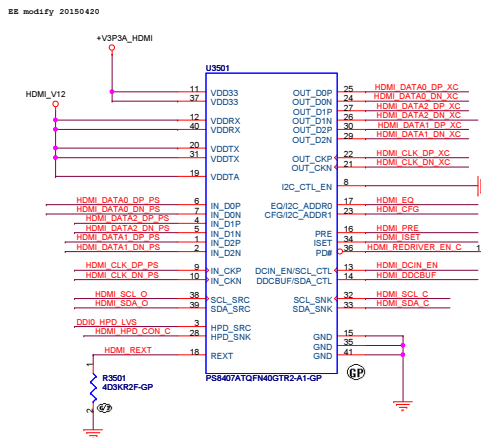 EE modify 20150420
+V3P3A_HDMI
U3501
HDMI_V12
11 VDD33 OUT_D0P 25 HDMI_DATA0_DP_XC
37 VDD33 OUT_D0N 24 HDMI_DATA0_DN_XC
OUT_D1P 27 HDMI_DATA2_DP_XC
12 VDDRX OUT_D1N 26 HDMI_DATA2_DN_XC
40 VDDRX OUT_D2P 30 HDMI_DATA1_DP_XC
OUT_D2N 29 HDMI_DATA1_DN_XC
20 VDDTX
31 VDDTX OUT_CKP 22 HDMI_CLK_DP_XC
OUT_CKN 21 HDMI_CLK_DN_XC
19 VDDTA
I2C_CTL_EN 8
HDMI_DATA0_DP_PS 6 IN_D0P EQ/I2C_ADDR0 17 HDMI_EQ
HDMI_DATA0_DN_PS 7 IN_D0N CFG/I2C_ADDR1 23 HDMI_CFG
HDMI_DATA2_DP_PS 4 IN_D1P
HDMI_DATA2_DN_PS 5 IN_D1N PRE 16 HDMI_PRE
HDMI_DATA1_DP_PS 1 IN_D2P ISET 34 HDMI_ISET
HDMI_DATA1_DN_PS 2 IN_D2N PD# 36 HDMI_REDRIVER_EN_C 1
HDMI_CLK_DP_PS 9 IN_CKP DCIN_EN/SCL_CTL 13 HDMI_DCIN_EN
HDMI_CLK_DN_PS 10 IN_CKN DDCBUF/SDA_CTL 14 HDMI_DDCBUF
HDMI_SCL_O 38 SCL_SRC SCL_SNK 32 HDMI_SCL_C
HDMI_SDA_O 39 SDA_SRC SDA_SNK 33 HDMI_SDA_C
DDI0_HPD_LVS 3 HPD_SRC GND 15
HDMI_HPD_CON_C 28 HPD_SNK GND 35
HDMI_REXT 18 REXT GND 41
PS8407ATQFN40GTR2-A1-GP
GP
1
R3501
4D3KR2F-GP
2